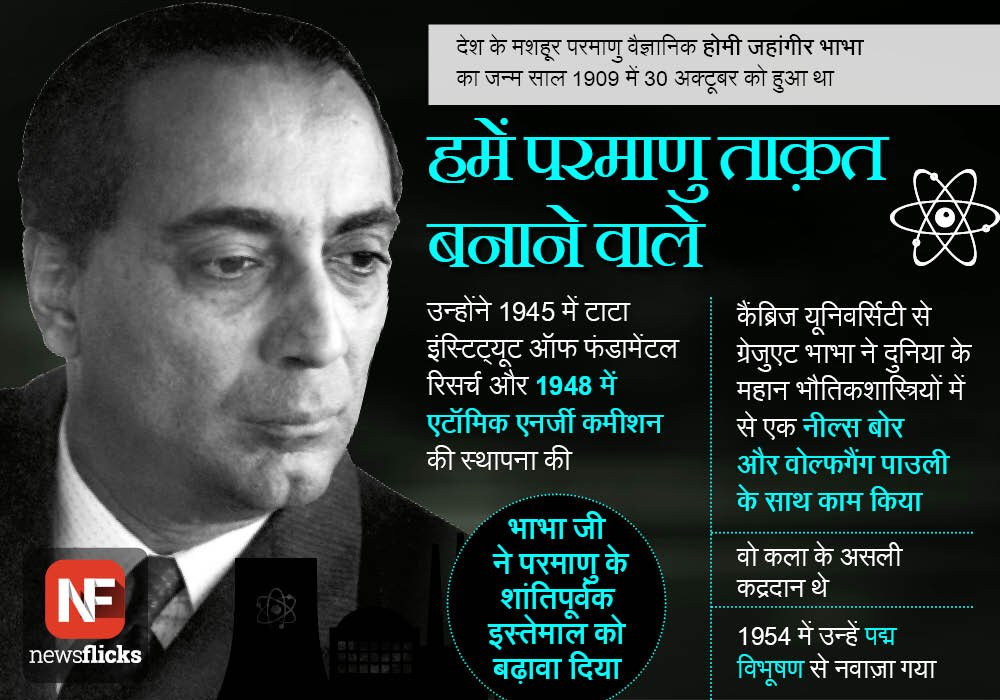 देश के मशहूर परमाणु वैज्ञानिक होमी जहांगीर भाभा
का जन्म साल 1909 में 30 अक्टूबर को हुआ था
हमें परमाणु ताक़त
बनाने वाले
उन्होंने 1945 में टाटा
इंस्टिट्यूट ऑफ फंडामेंटल
रिसर्च और 1948 में
एटॉमिक एनर्जी कमीशन
की स्थापना की
भाभा जी
ने परमाणु के
शांतिपूर्वक
इस्तेमाल को
बढ़ावा दिया
कैंब्रिज यूनिवर्सिटी से
ग्रेजुएट भाभा ने दुनिया के
महान भौतिकशास्त्रियों में
से एक नील्स बोर
और वोल्फगैंग पाउली
के साथ काम किया
वो कला के असली
कद्रदान थे
1954 में उन्हें पद्म
विभूषण से नवाज़ा गया
NF
newsflicks